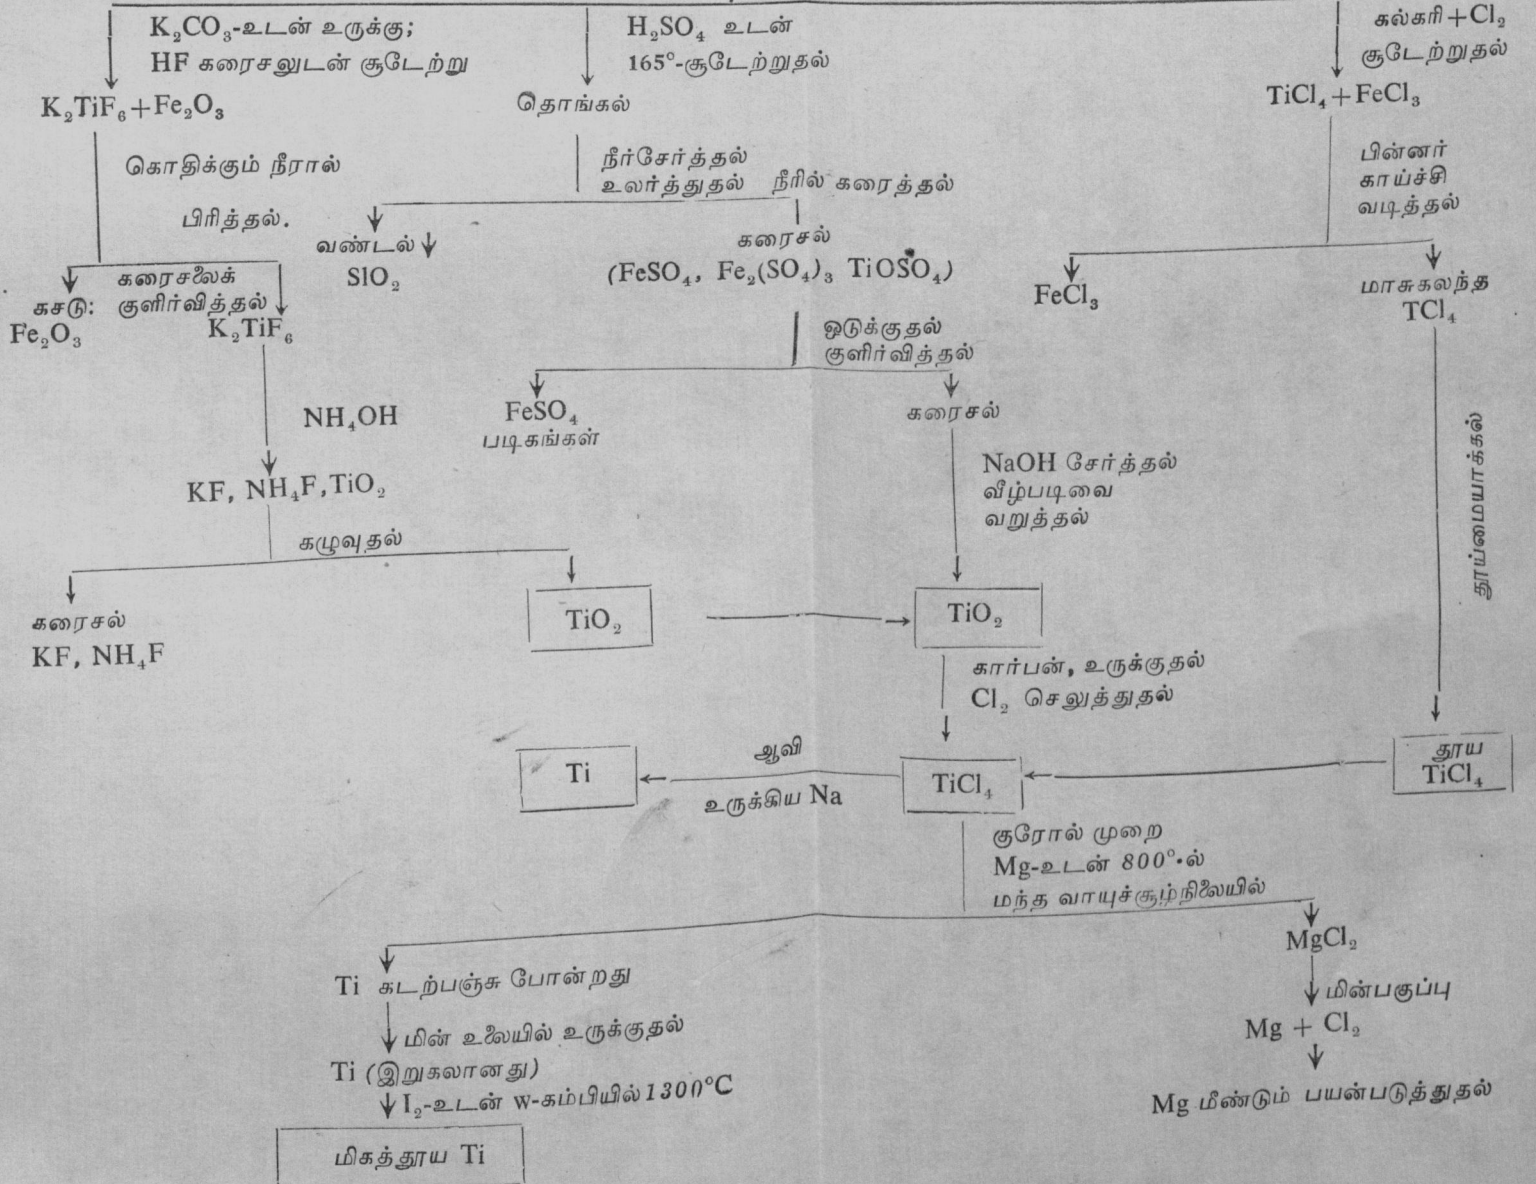 K₂CO₃-உடன் உருக்கு;
HF கரைசலுடன் சூடேற்று
K₂TiF₆+Fe₂O₃
கொதிக்கும் நீரால்
பிரித்தல்.
கசடு:
Fe₂O₃
கரைசலைக்
குளிர்வித்தல்
K₂TiF₆
NH₄OH
KF, NH₄F, TiO₂
கழுவுதல்
கரைசல்
KF, NH₄F
TiO₂
H₂SO₄ உடன்
165°-சூடேற்றுதல்
தொங்கல்
நீர்சேர்த்தல்
உலர்த்துதல் நீரில் கரைத்தல்
வண்டல்
SlO₂
கரைசல்
(FeSO₄, Fe₂(SO₄)₃ TiOSO₄)
ஒடுக்குதல்
குளிர்வித்தல்
FeSO₄
படிகங்கள்
கரைசல்
NaOH சேர்த்தல்
வீழ்படிவை
வறுத்தல்
TiO₂
கார்பன், உருக்குதல்
Cl₂ செலுத்துதல்
கல்கரி+Cl₂
சூடேற்றுதல்
TiCl₄+FeCl₃
பின்னர்
காய்ச்சி
வடித்தல்
FeCl₃
மாசுகலந்த
TCl₄
தூய்மையாக்கல்
தூய
TiCl₄
TiCl₄
ஆவி
உருக்கிய Na
Ti
குரோல் முறை
Mg-உடன் 800°·ல்
மந்த வாயுச்சூழ்நிலையில்
Ti கடற்பஞ்சு போன்றது
மின் உலையில் உருக்குதல்
Ti (இறுகலானது)
I₂-உடன் w-கம்பியில் 1300°C
மிகத்தூய Ti
MgCl₂
மின்பகுப்பு
Mg + Cl₂
Mg மீண்டும் பயன்படுத்துதல்